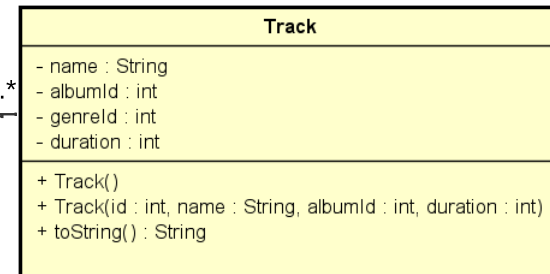 Track
- name : String
.*
- albumId : int
- genreId : int
- duration : int
+ Track()
+ Track(id : int, name : String, albumId : int, duration : int)
+ toString() : String